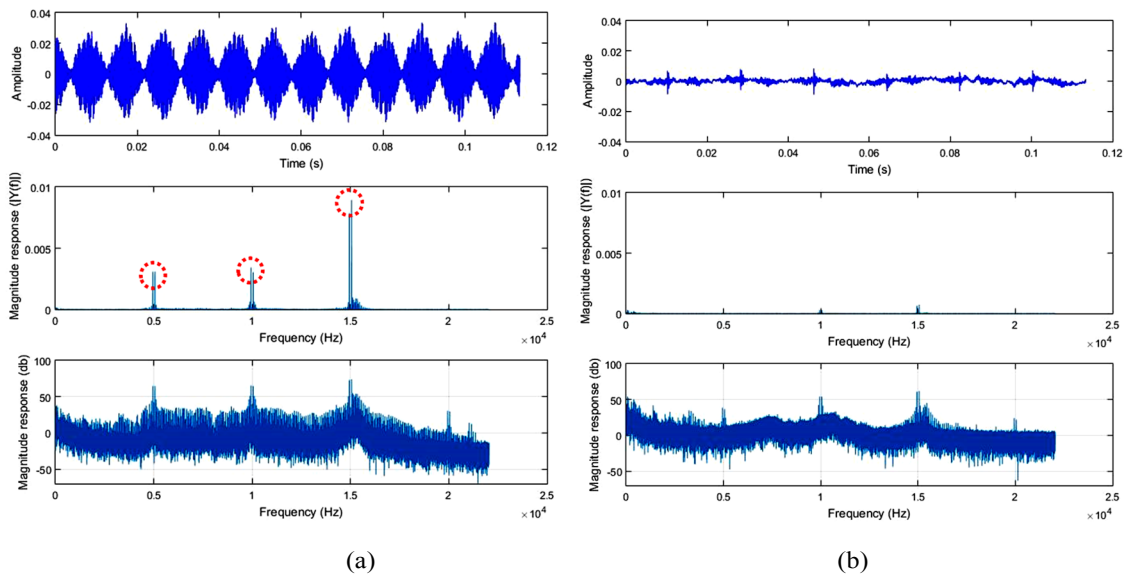 0.04
0.02
0
-0.02
-0.04
Amplitude
0 0.02 0.04 0.06 0.08 0.1 0.12
Time (s)
0.01
0.005
0
Magnitude response (|Y(f)|)
0 0.5 1 1.5 2 2.5
Frequency (Hz) × 10⁴
100
50
0
-50
Magnitude response (db)
0 0.5 1 1.5 2 2.5
Frequency (Hz) × 10⁴
(a)
0.04
0.02
0
-0.02
-0.04
Amplitude
0 0.02 0.04 0.06 0.08 0.1 0.12
Time (s)
0.01
0.005
0
Magnitude response (|Y(f)|)
0 0.5 1 1.5 2 2.5
Frequency (Hz) × 10⁴
100
50
0
-50
Magnitude response (db)
0 0.5 1 1.5 2 2.5
Frequency (Hz) × 10⁴
(b)